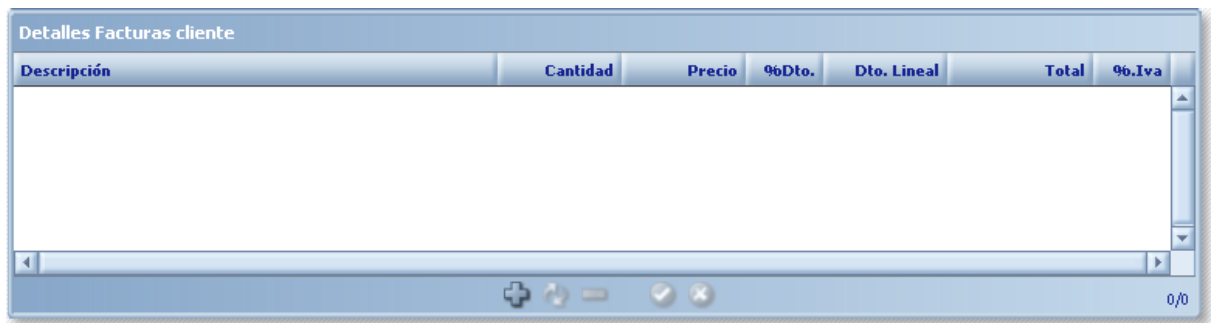 Detalles Facturas cliente
Descripción Cantidad Precio %Dto. Dto. Lineal Total %.Iva
0/0